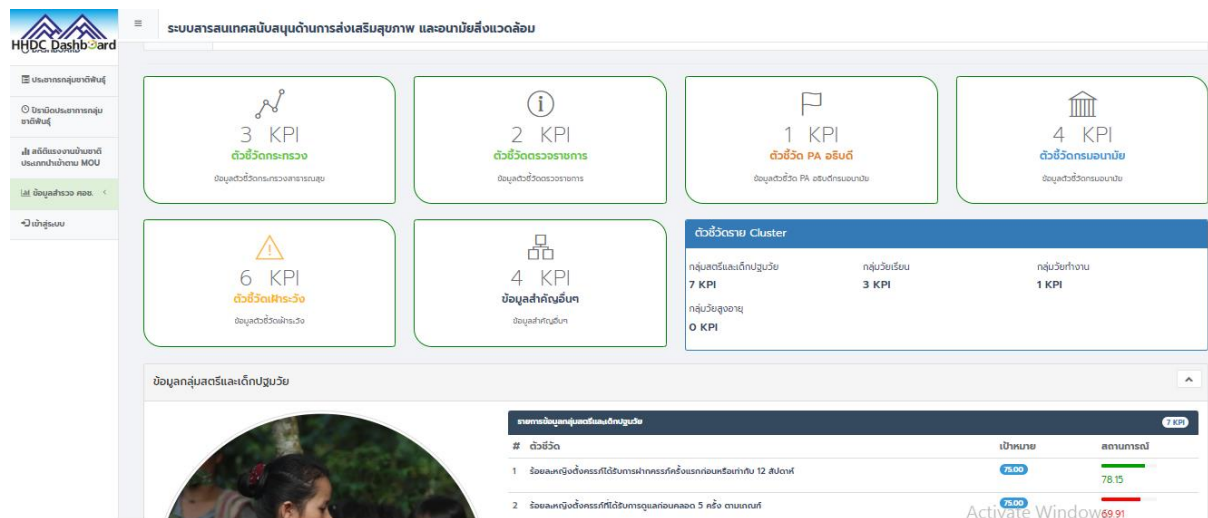 HHDC Dashboard
≡
ระบบสารสนเทศสนับสนุนด้านการส่งเสริมสุขภาพ และอนามัยสิ่งแวดล้อม
ประชากรกลุ่มชาติพันธุ์
ปิรามิดประชากรกลุ่ม
ชาติพันธุ์
สถิติแรงงานข้ามชาติ
ประเภทนำเข้าตาม MOU
ข้อมูลสำรวจ คอช.
เข้าสู่ระบบ
3 KPI
ตัวชี้วัดกระทรวง
ข้อมูลตัวชี้วัดกระทรวงสาธารณสุข
2 KPI
ตัวชี้วัดตรวจราชการ
ข้อมูลตัวชี้วัดตรวจราชการ
1 KPI
ตัวชี้วัด PA อธิบดี
ข้อมูลตัวชี้วัด PA อธิบดีกรมอนามัย
4 KPI
ตัวชี้วัดกรมอนามัย
ข้อมูลตัวชี้วัดกรมอนามัย
6 KPI
ตัวชี้วัดเฝ้าระวัง
ข้อมูลตัวชี้วัดเฝ้าระวัง
4 KPI
ข้อมูลสำคัญอื่นๆ
ข้อมูลสำคัญอื่นๆ
ตัวชี้วัดราย Cluster
กลุ่มสตรีและเด็กปฐมวัย
7 KPI
กลุ่มวัยเรียน
3 KPI
กลุ่มวัยทำงาน
1 KPI
กลุ่มวัยสูงอายุ
0 KPI
ข้อมูลกลุ่มสตรีและเด็กปฐมวัย
รายการข้อมูลกลุ่มสตรีและเด็กปฐมวัย 7 KPI
# ตัวชี้วัด เป้าหมาย สถานการณ์
1 ร้อยละหญิงตั้งครรภ์ได้รับการฝากครรภ์ครั้งแรกก่อนหรือเท่ากับ 12 สัปดาห์ 75.00 78.15
2 ร้อยละหญิงตั้งครรภ์ที่ได้รับการดูแลก่อนคลอด 5 ครั้ง ตามเกณฑ์ 75.00 69.91
Activate Windows